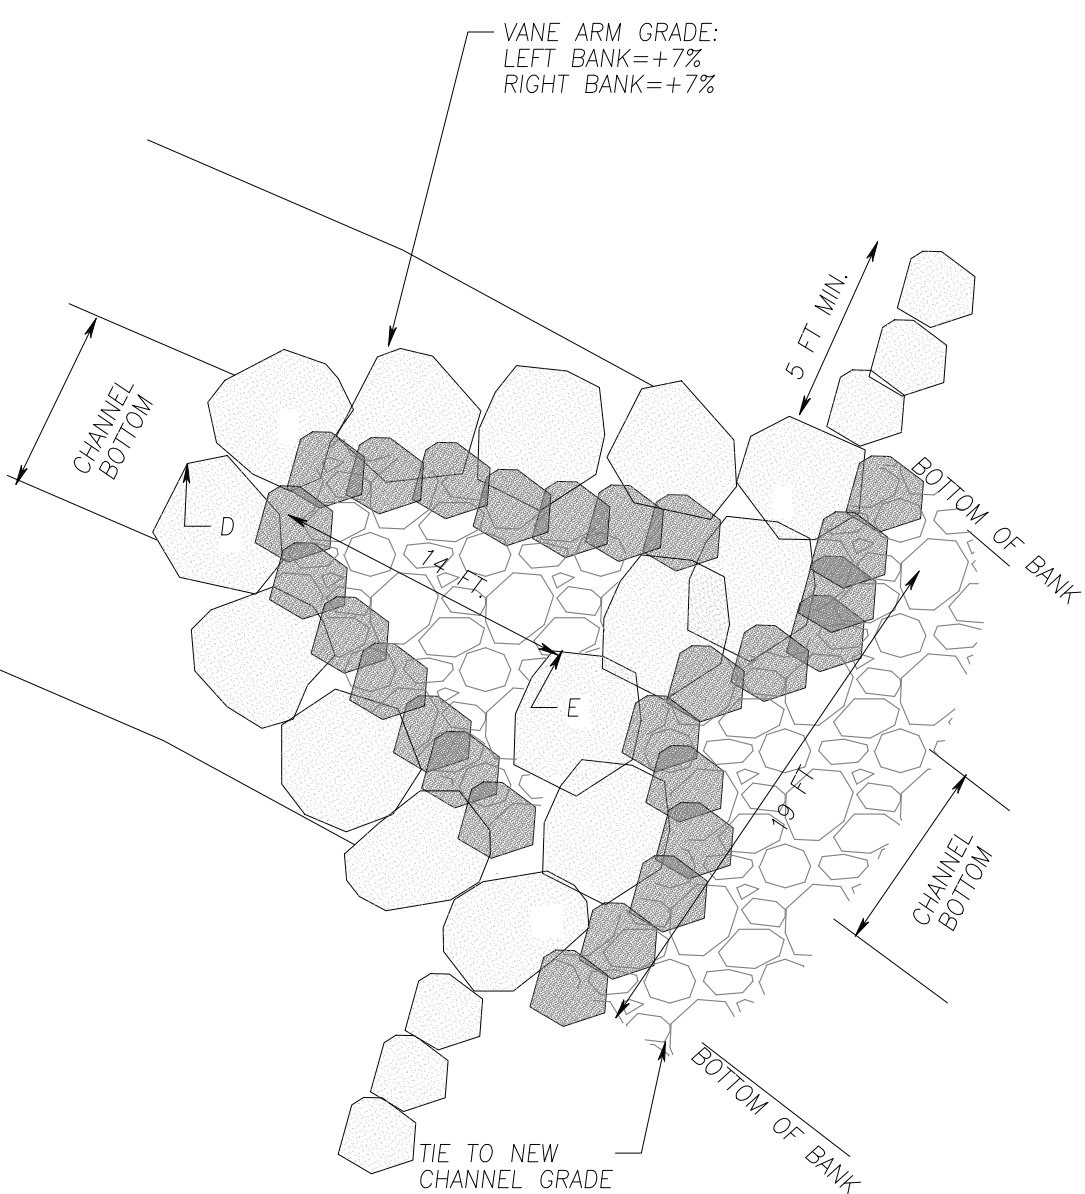 VANE ARM GRADE:
LEFT BANK=+7%
RIGHT BANK=+7%
5 FT MIN.
CHANNEL
BOTTOM
BOTTOM OF BANK
D
14 FT.
E
19 FT
CHANNEL
BOTTOM
BOTTOM OF BANK
TIE TO NEW
CHANNEL GRADE